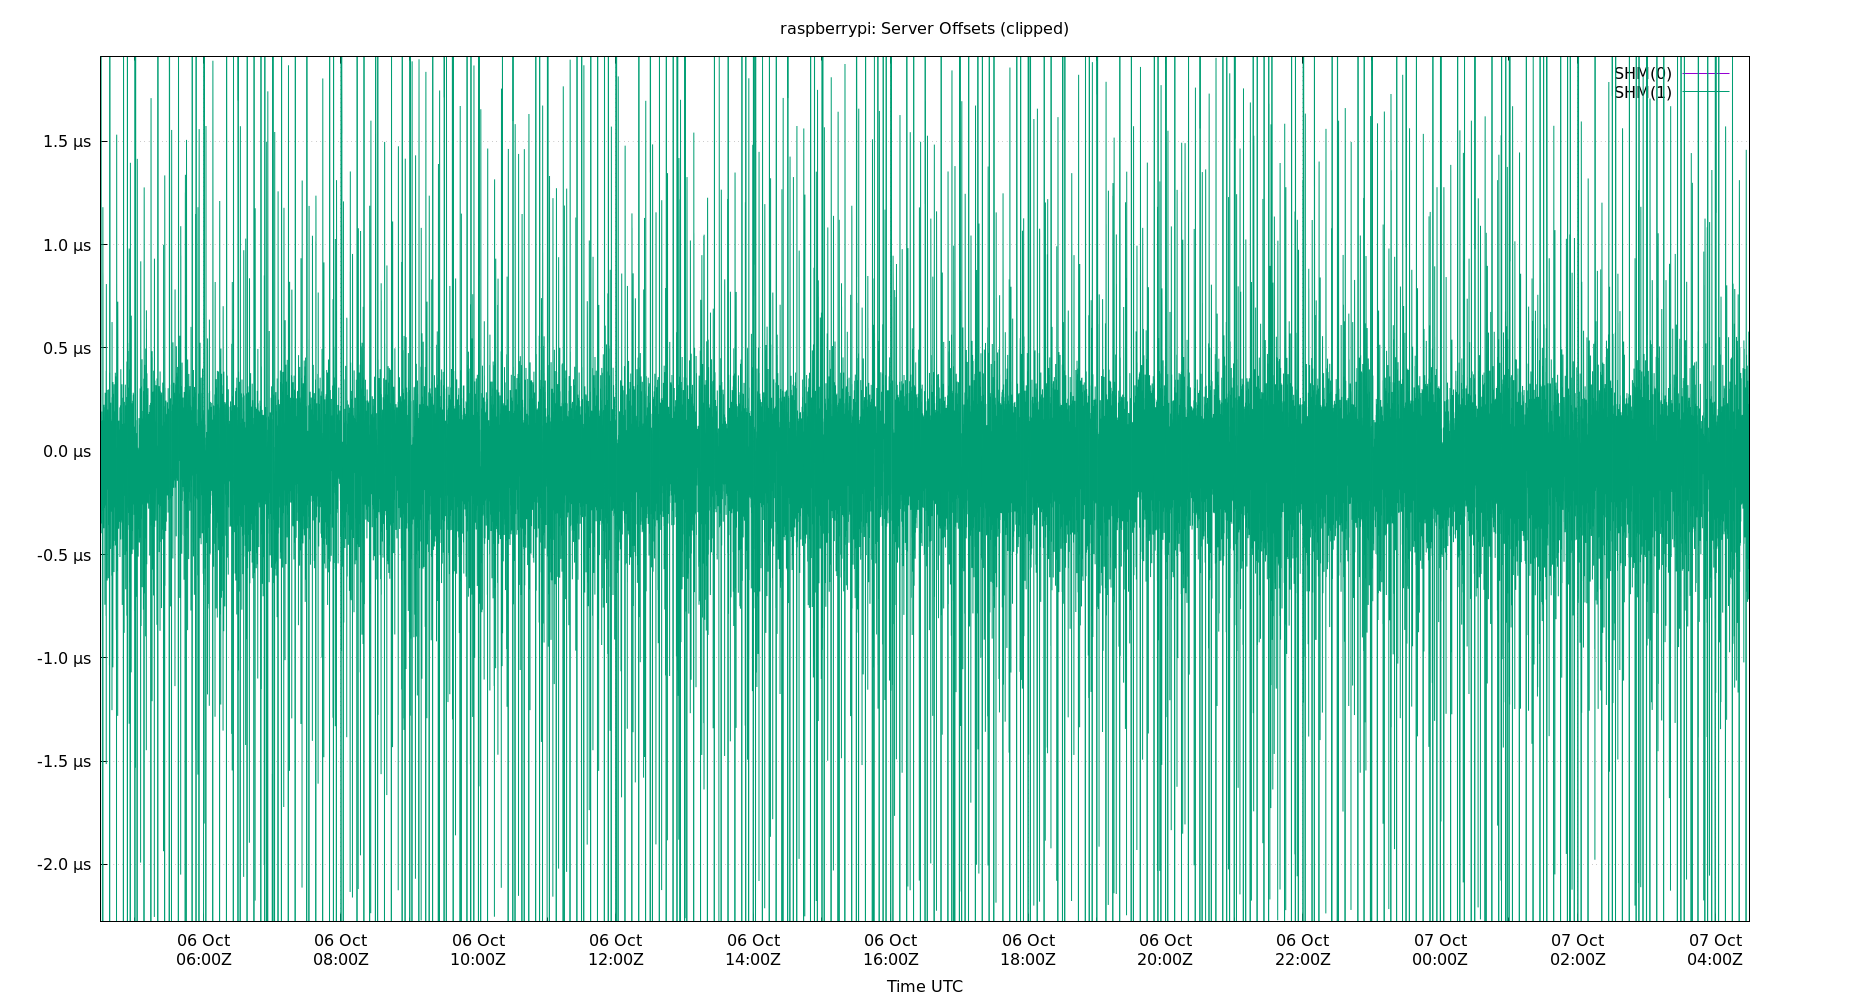 raspberrypi: Server Offsets (clipped)
SHM(0)
SHM(1)
1.5 µs
1.0 µs
0.5 µs
0.0 µs
-0.5 µs
-1.0 µs
-1.5 µs
-2.0 µs
06 Oct 06 Oct 06 Oct 06 Oct 06 Oct 06 Oct 06 Oct 06 Oct 06 Oct 07 Oct 07 Oct 07 Oct
06:00Z 08:00Z 10:00Z 12:00Z 14:00Z 16:00Z 18:00Z 20:00Z 22:00Z 00:00Z 02:00Z 04:00Z
Time UTC